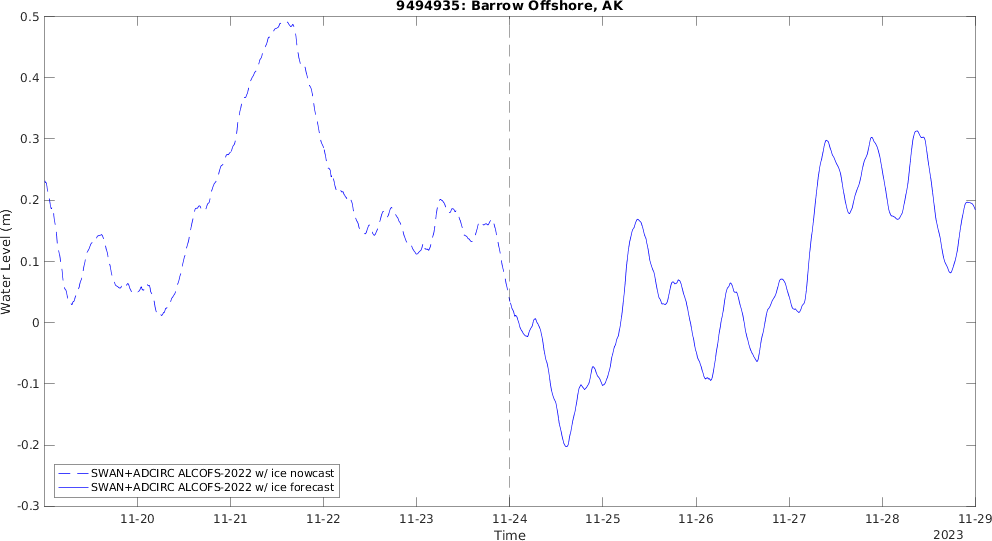 9494935: Barrow Offshore, AK
0.5
0.4
0.3
0.2
0.1
0
-0.1
-0.2
-0.3
Water Level (m)
SWAN+ADCIRC ALCOFS-2022 w/ ice nowcast
SWAN+ADCIRC ALCOFS-2022 w/ ice forecast
11-20 11-21 11-22 11-23 11-24 11-25 11-26 11-27 11-28 11-29
Time
2023